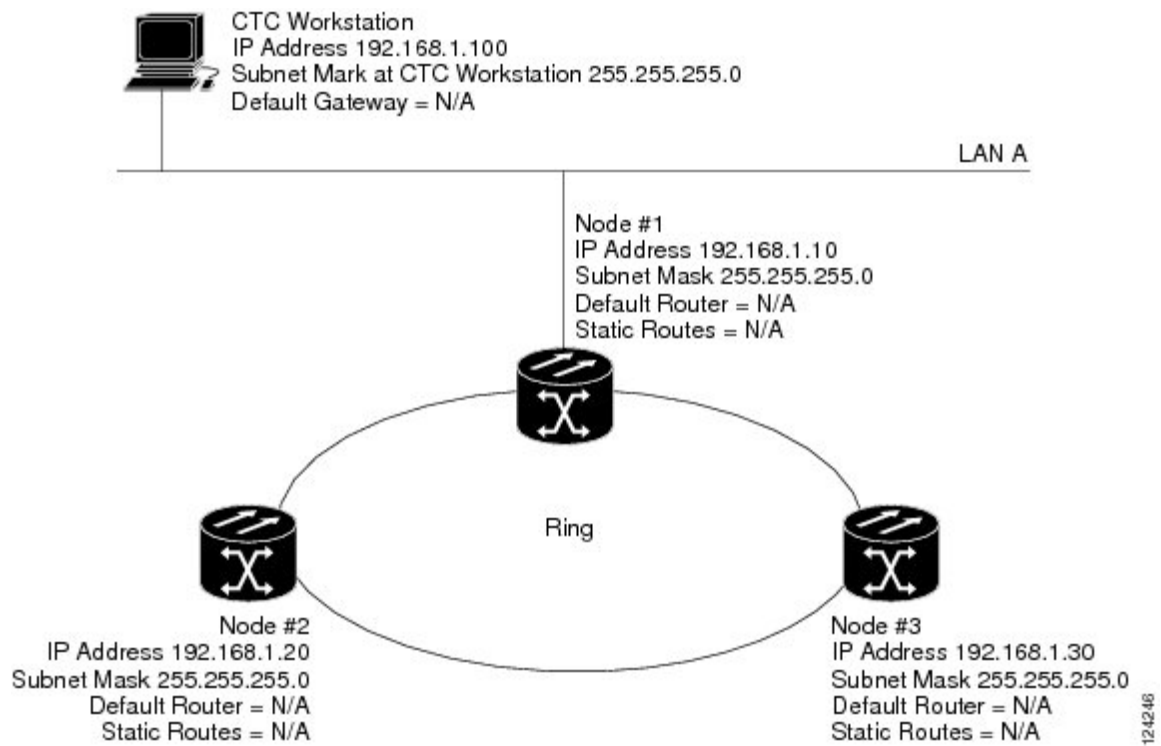 CTC Workstation
IP Address 192.168.1.100
Subnet Mark at CTC Workstation 255.255.255.0
Default Gateway = N/A
LAN A
Node #1
IP Address 192.168.1.10
Subnet Mask 255.255.255.0
Default Router = N/A
Static Routes = N/A
Ring
Node #2
IP Address 192.168.1.20
Subnet Mask 255.255.255.0
Default Router = N/A
Static Routes = N/A
Node #3
IP Address 192.168.1.30
Subnet Mask 255.255.255.0
Default Router = N/A
Static Routes = N/A
124246